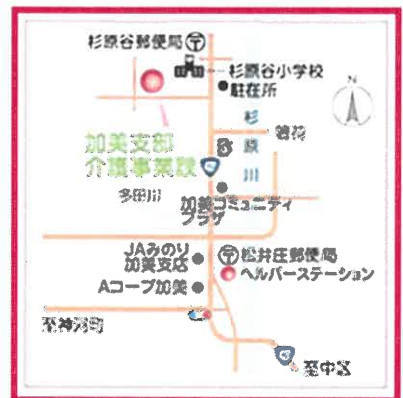 杉原谷郵便局
杉原谷小学校
駐在所
N
杉原川
箸荷
加美支部
介護事業課
多田川
加美コミュニティ
プラザ
JAみのり
加美支店
松井庄郵便局
ヘルパーステーション
Aコープ加美
至神河町
至中区